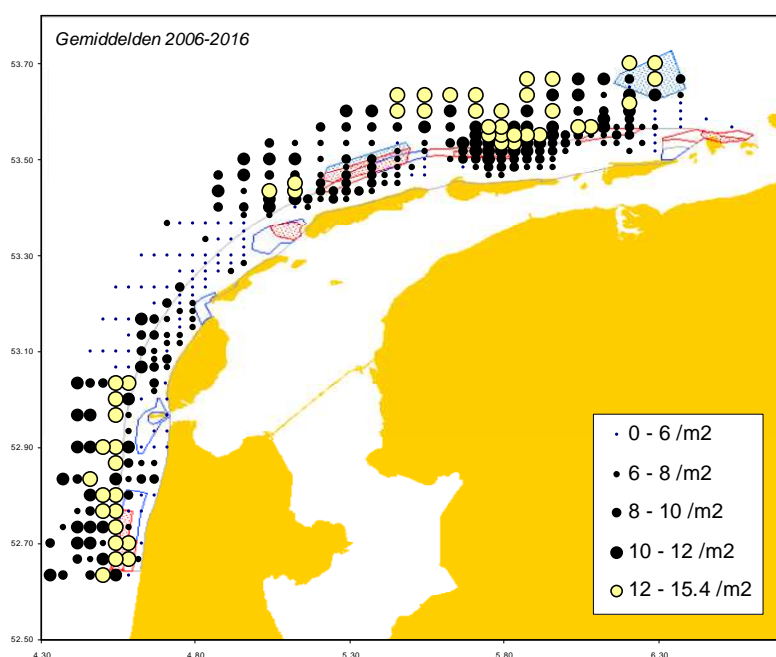 Gemiddelden 2006-2016
53.70
53.50
53.30
53.10
52.90
52.70
52.50
4.30 4.80 5.30 5.80 6.30
0 - 6 /m2
6 - 8 /m2
8 - 10 /m2
10 - 12 /m2
12 - 15.4 /m2